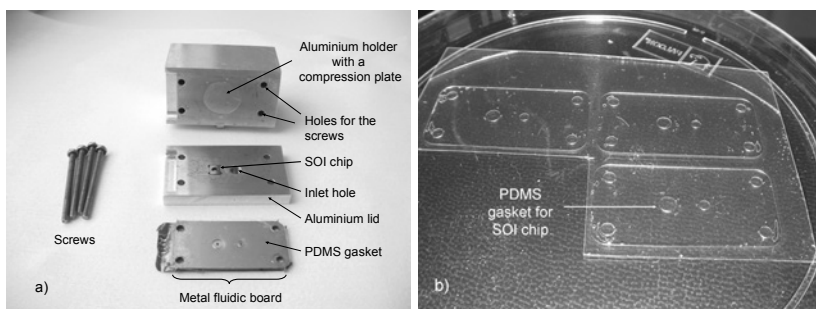 Aluminium holder
with a
compression plate
Holes for the
screws
SOI chip
Inlet hole
Aluminium lid
PDMS gasket
Screws
Metal fluidic board
a)
PDMS
gasket for
SOI chip
b)